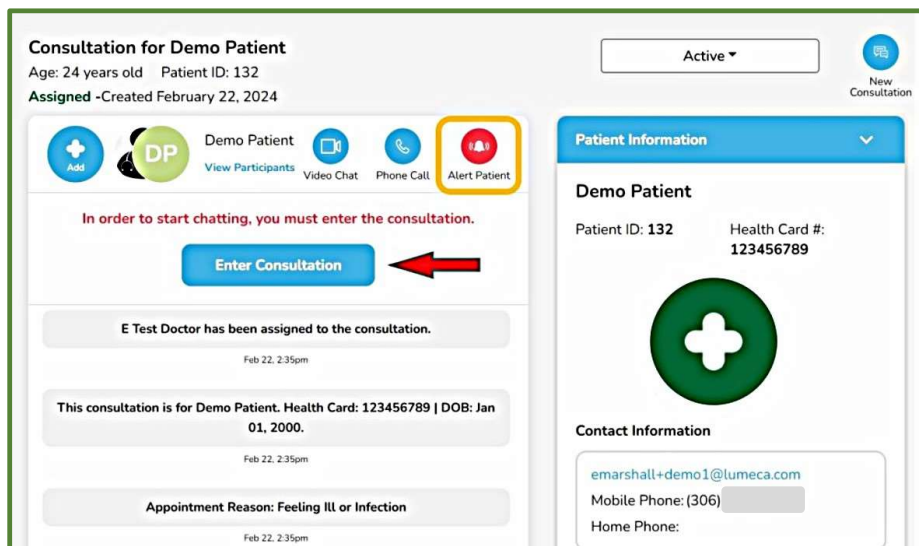 Consultation for Demo Patient
Age: 24 years old Patient ID: 132
Assigned -Created February 22, 2024
Active
New
Consultation
Add
DP
Demo Patient
View Participants
Video Chat
Phone Call
Alert Patient
In order to start chatting, you must enter the consultation.
Enter Consultation
E Test Doctor has been assigned to the consultation.
Feb 22, 2:35pm
This consultation is for Demo Patient. Health Card: 123456789 | DOB: Jan
01, 2000.
Feb 22, 2:35pm
Appointment Reason: Feeling Ill or Infection
Feb 22, 2:35pm
Patient Information
Demo Patient
Patient ID: 132
Health Card #:
123456789
Contact Information
emarshall+demo1@lumeca.com
Mobile Phone: (306)
Home Phone: